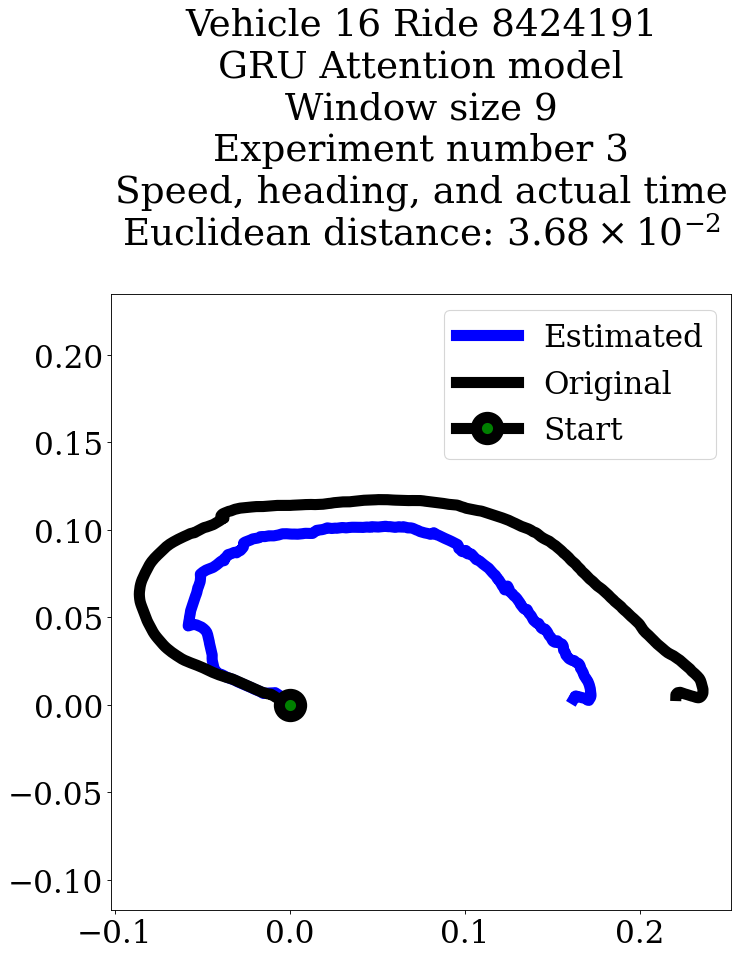 Vehicle 16 Ride 8424191
GRU Attention model
Window size 9
Experiment number 3
Speed, heading, and actual time
Euclidean distance: 3.68 × 10⁻²
Estimated
Original
Start
0.20
0.15
0.10
0.05
0.00
−0.05
−0.10
−0.1
0.0
0.1
0.2